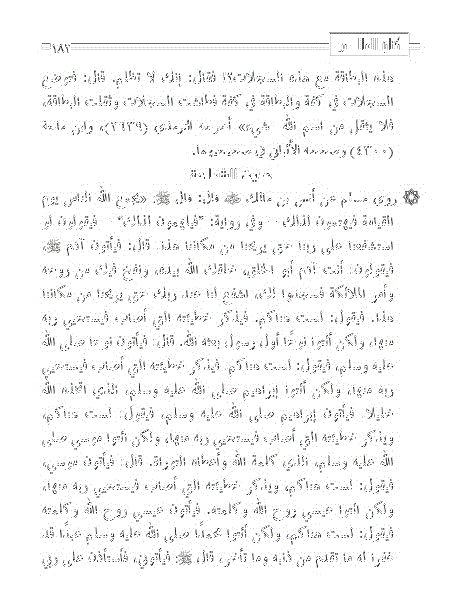 ١٨٢
هذه البطاقة مع هذه السجلات؟! فقال: إنك لا تظلم. قال: فتوضع
السجلات في كفة والبطاقة في كفة فطاشت السجلات وثقلت البطاقة،
فلا يثقل من اسم الله شيء» أخرجه الترمذي (٢٦٣٩)، وابن ماجه
(٤٣٠٠) وصححه الألباني في صحيحيهما.
حديث الشفاعة
روى مسلم عن أنس بن مالك ﷺ قال: قال ﷺ: «يجمع الله الناس يوم
القيامة فيهتمون لذلك -وفي رواية: "فيلهمون لذلك"- فيقولون لو
استشفعنا على ربنا حتى يريحنا من مكاننا هذا. قال: فيأتون آدم ﷺ،
فيقولون: أنت آدم أبو الخلق، خلقك الله بيده، ونفخ فيك من روحه
وأمر الملائكة فسجدوا لك، اشفع لنا عند ربك حتى يريحنا من مكاننا
هذا. فيقول: لست هناكم. فيذكر خطيئته التي أصاب فيستحيي ربه
منها، ولكن ائتوا نوحًا أول رسول بعثه الله. قال: فيأتون نوحا صلى الله
عليه وسلم، فيقول: لست هناكم. فيذكر خطيئته التي أصاب فيستحيي
ربه منها، ولكن ائتوا إبراهيم صلى الله عليه وسلم، الذي اتخذه الله
خليلا. فيأتون إبراهيم صلى الله عليه وسلم، فيقول: لست هناكم،
ويذكر خطيئته التي أصاب فيستحيي ربه منها، ولكن ائتوا موسى صلى
الله عليه وسلم، الذي كلمه الله وأعطاه التوراة. قال: فيأتون موسى،
فيقول: لست هناكم، ويذكر خطيئته التي أصاب فيستحيي ربه منها،
ولكن ائتوا عيسى روح الله وكلمته. فيأتون عيسى روح الله وكلمته
فيقول: لست هناكم، ولكن ائتوا محمدًا صلى الله عليه وسلم عبدًا قد
غفر له ما تقدم من ذنبه وما تأخر، قال ﷺ فيأتوني، فأستأذن على ربي